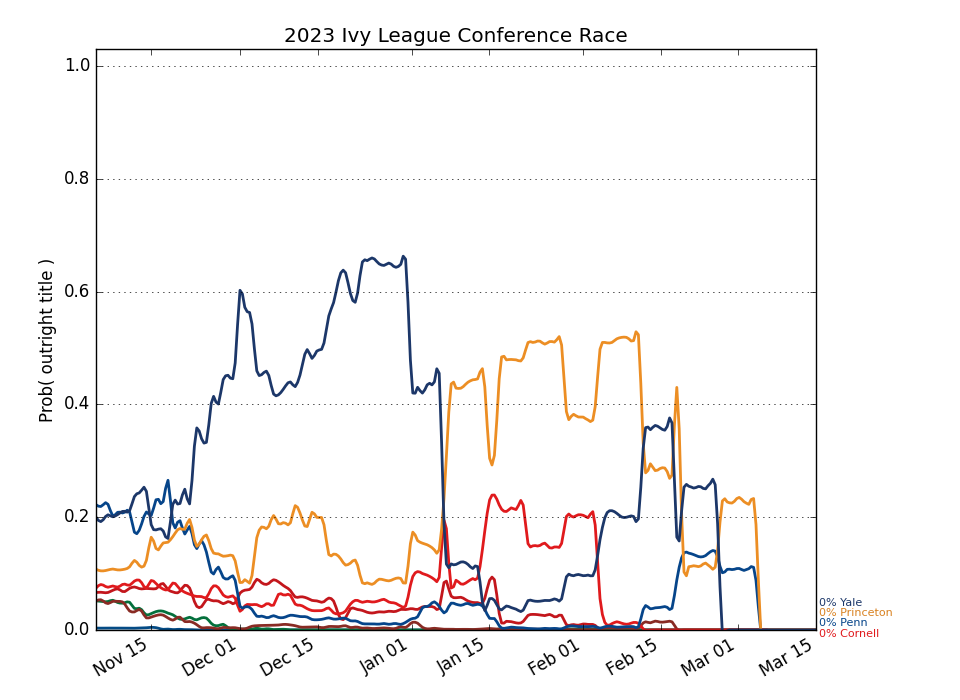 2023 Ivy League Conference Race
Prob( outright title )
1.0
0.8
0.6
0.4
0.2
0.0
Nov 15
Dec 01
Dec 15
Jan 01
Jan 15
Feb 01
Feb 15
Mar 01
Mar 15
0% Yale
0% Princeton
0% Penn
0% Cornell